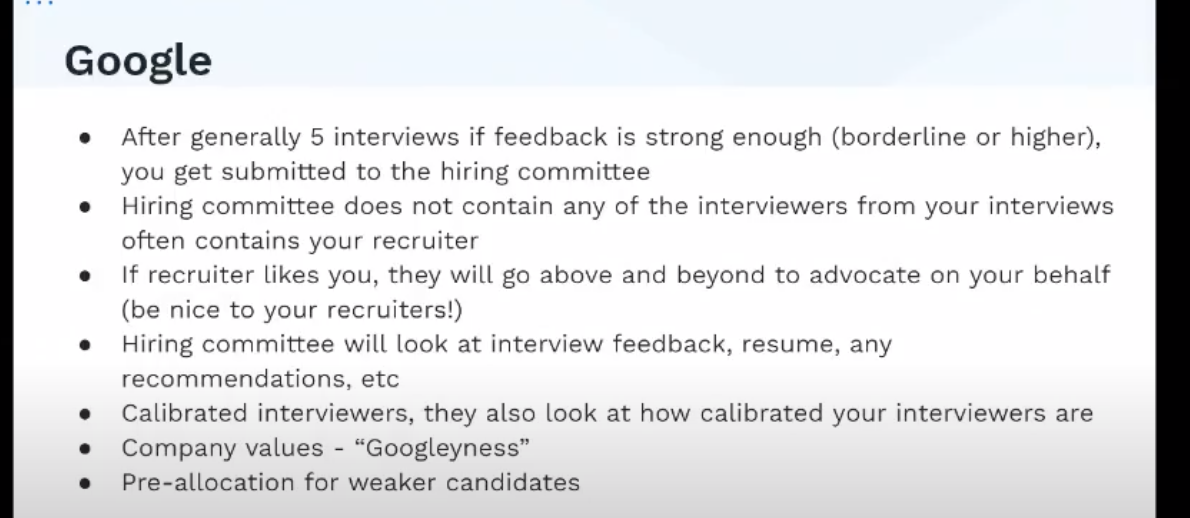 Google
● After generally 5 interviews if feedback is strong enough (borderline or higher),
you get submitted to the hiring committee
● Hiring committee does not contain any of the interviewers from your interviews
often contains your recruiter
● If recruiter likes you, they will go above and beyond to advocate on your behalf
(be nice to your recruiters!)
● Hiring committee will look at interview feedback, resume, any
recommendations, etc
● Calibrated interviewers, they also look at how calibrated your interviewers are
● Company values - “Googleyness”
● Pre-allocation for weaker candidates